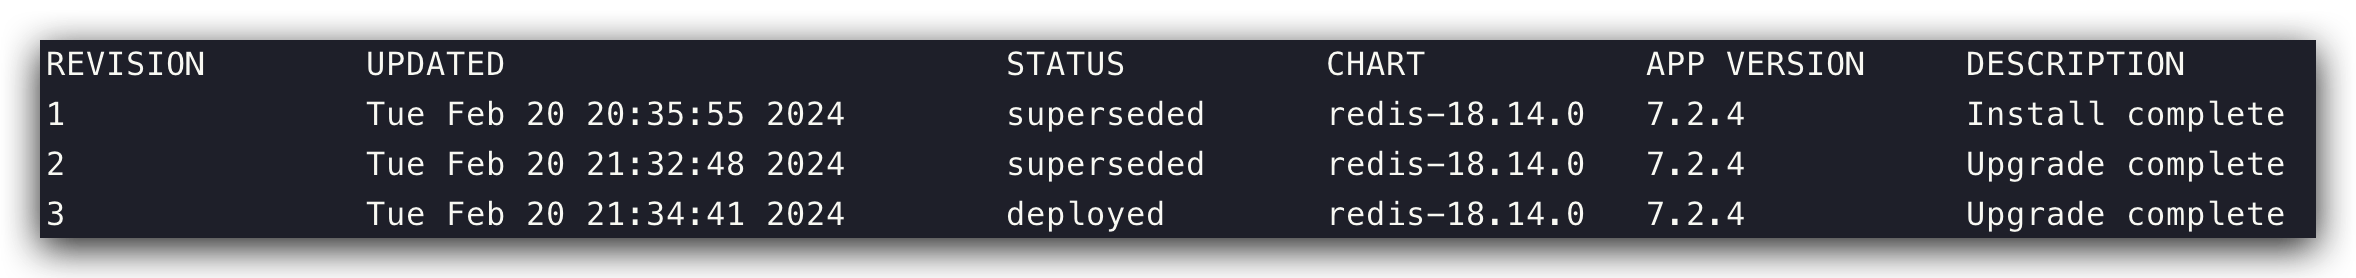 REVISION UPDATED STATUS CHART APP VERSION DESCRIPTION
1 Tue Feb 20 20:35:55 2024 superseded redis-18.14.0 7.2.4 Install complete
2 Tue Feb 20 21:32:48 2024 superseded redis-18.14.0 7.2.4 Upgrade complete
3 Tue Feb 20 21:34:41 2024 deployed redis-18.14.0 7.2.4 Upgrade complete